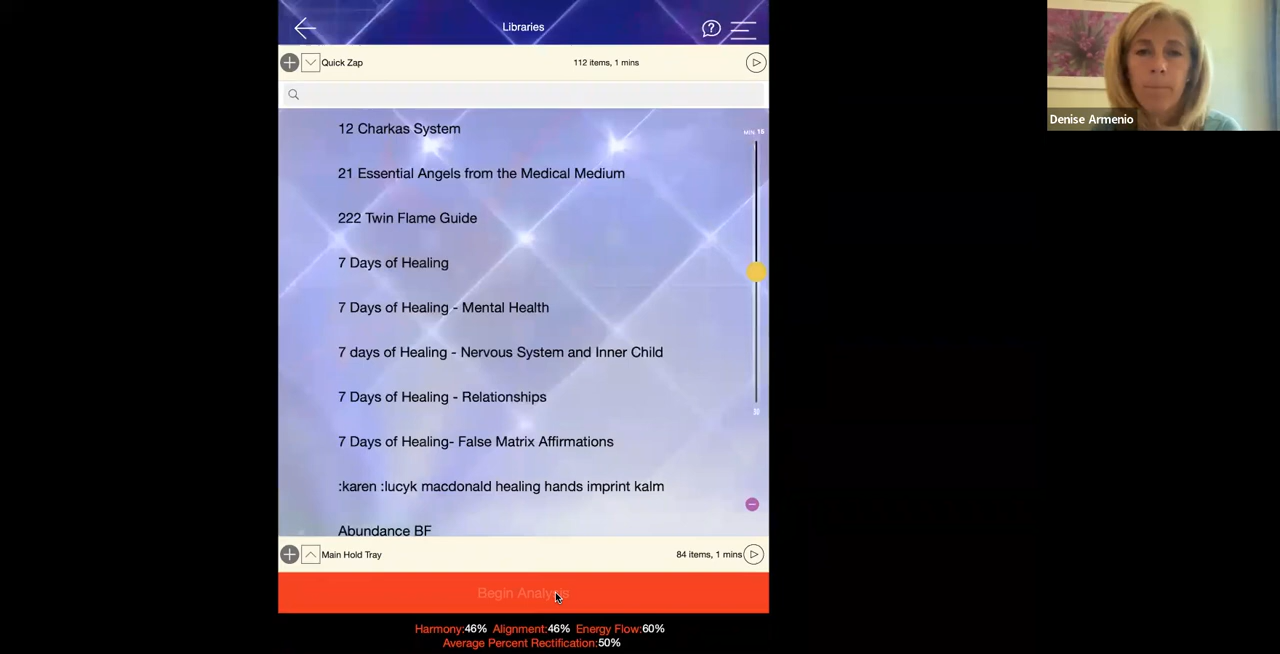 Libraries
Quick Zap 112 items, 1 mins
MIN. 15
12 Charkas System
21 Essential Angels from the Medical Medium
222 Twin Flame Guide
7 Days of Healing
7 Days of Healing - Mental Health
7 days of Healing - Nervous System and Inner Child
7 Days of Healing - Relationships
30
7 Days of Healing- False Matrix Affirmations
:karen :lucyk macdonald healing hands imprint kalm
Abundance BF
Main Hold Tray 84 items, 1 mins
Begin Analysis
Harmony:46% Alignment:46% Energy Flow:60%
Average Percent Rectification:50%
Denise Armenio